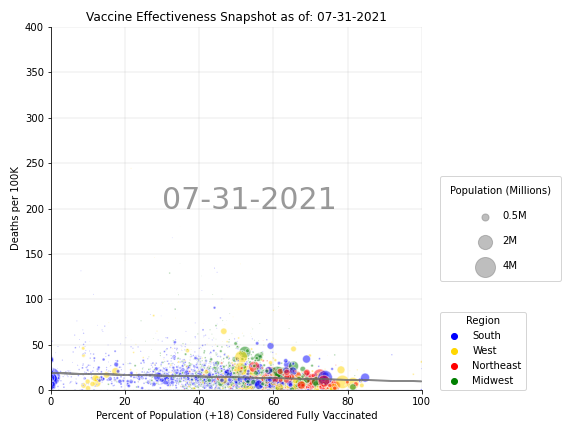 Vaccine Effectiveness Snapshot as of: 07-31-2021
400
350
300
250
200
150
100
50
0
Deaths per 100K
07-31-2021
0 20 40 60 80 100
Percent of Population (+18) Considered Fully Vaccinated
Population (Millions)
0.5M
2M
4M
Region
South
West
Northeast
Midwest